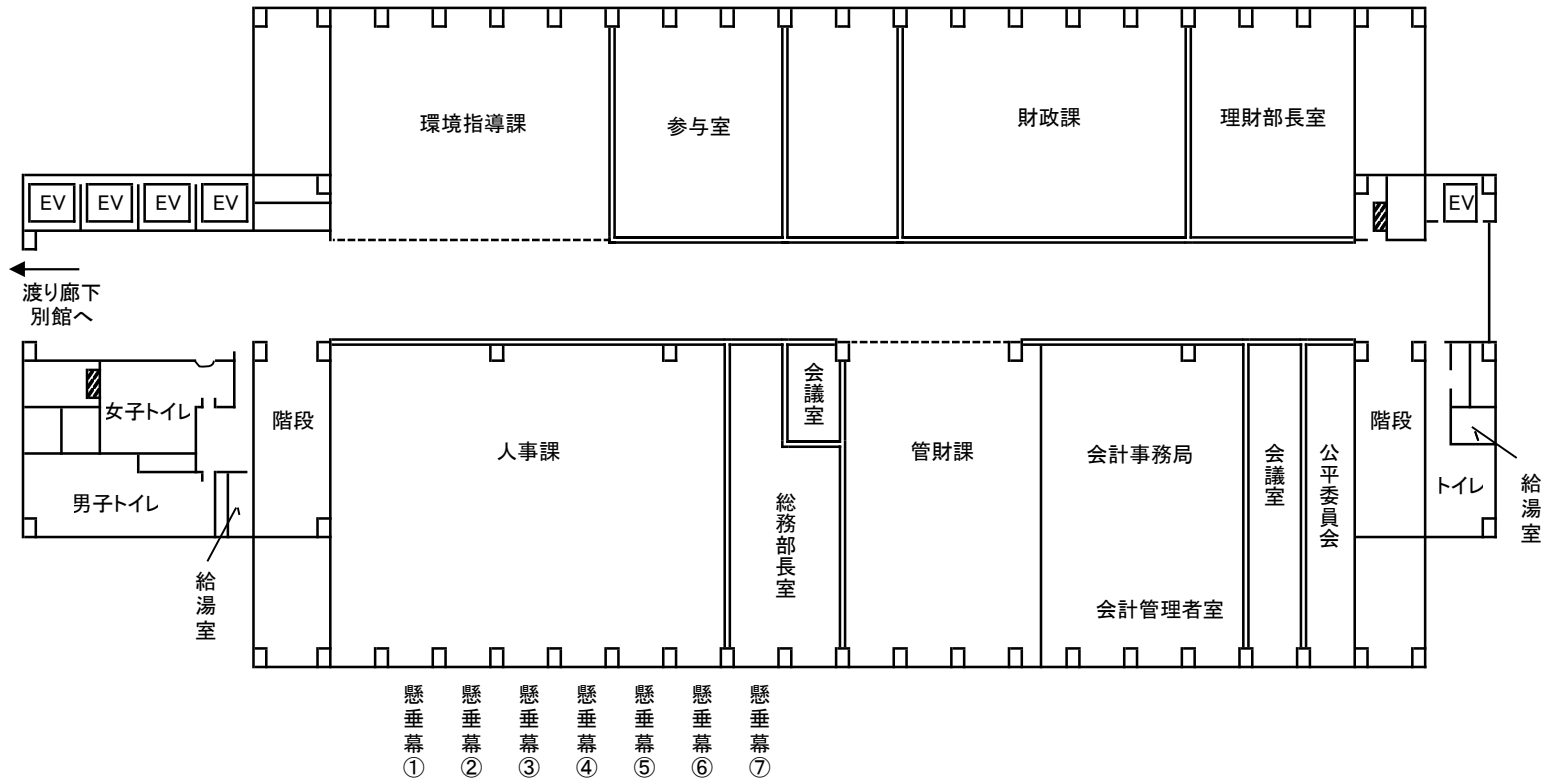 環境指導課
参与室
財政課
理財部長室
EV
EV
EV
EV
EV
渡り廊下
別館へ
女子トイレ
男子トイレ
給湯室
階段
人事課
会議室
総務部長室
管財課
会計事務局
会計管理者室
会議室
公平委員会
階段
トイレ
給湯室
懸垂幕①
懸垂幕②
懸垂幕③
懸垂幕④
懸垂幕⑤
懸垂幕⑥
懸垂幕⑦